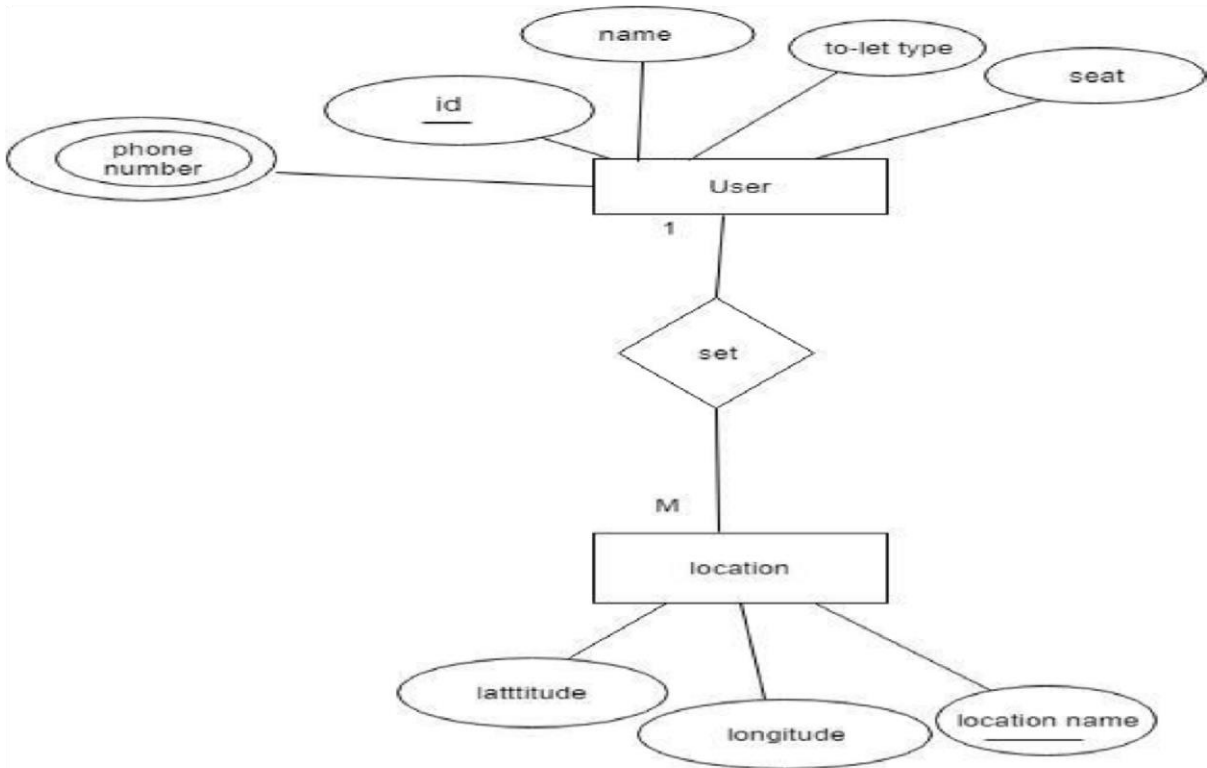 name
to-let type
seat
id
phone
number
User
1
set
M
location
latttitude
longitude
location name